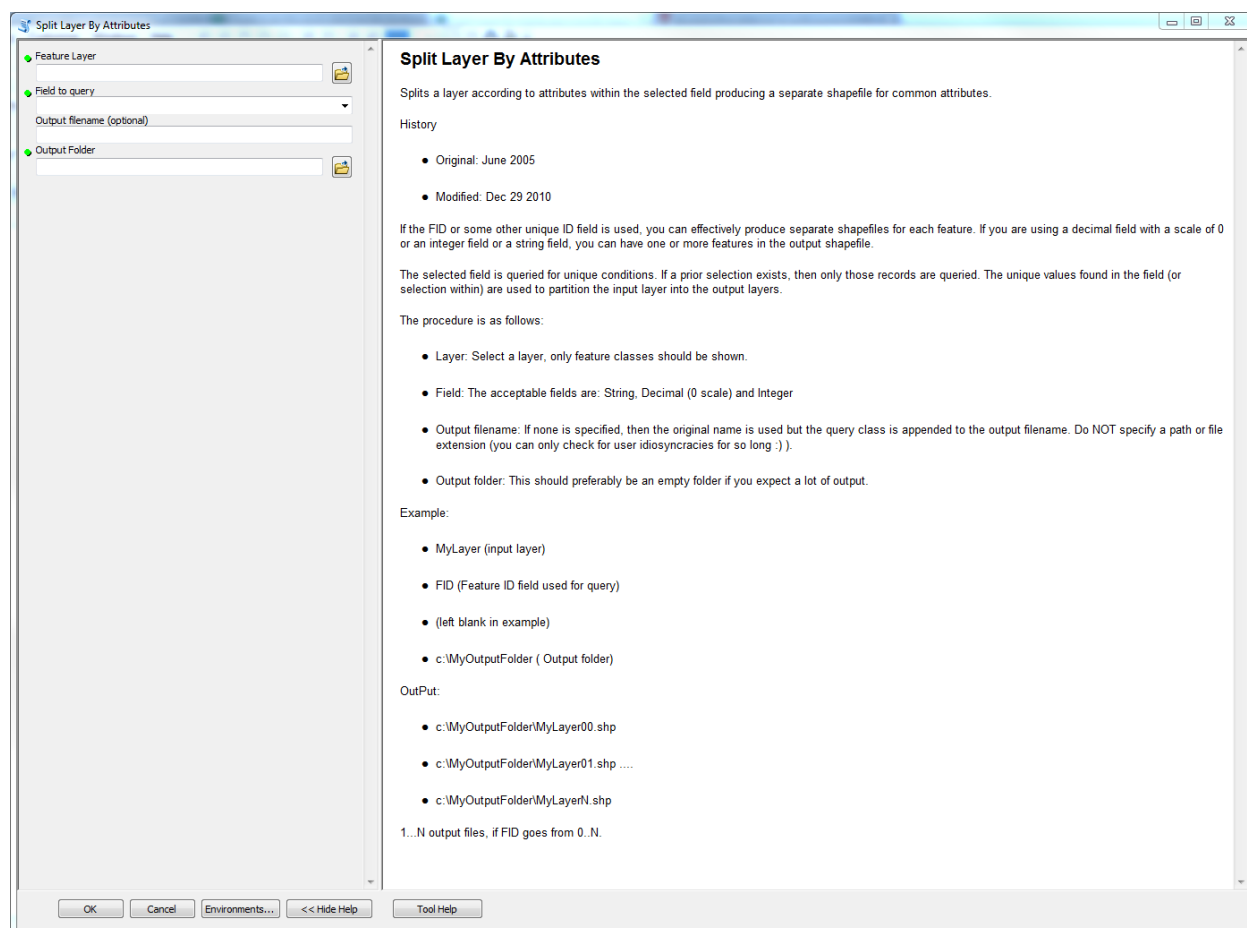 Split Layer By Attributes
Feature Layer
Field to query
Output filename (optional)
Output Folder
Split Layer By Attributes
Splits a layer according to attributes within the selected field producing a separate shapefile for common attributes.
History
● Original: June 2005
● Modified: Dec 29 2010
If the FID or some other unique ID field is used, you can effectively produce separate shapefiles for each feature. If you are using a decimal field with a scale of 0
or an integer field or a string field, you can have one or more features in the output shapefile.
The selected field is queried for unique conditions. If a prior selection exists, then only those records are queried. The unique values found in the field (or
selection within) are used to partition the input layer into the output layers.
The procedure is as follows:
● Layer: Select a layer, only feature classes should be shown.
● Field: The acceptable fields are: String, Decimal (0 scale) and Integer
● Output filename: If none is specified, then the original name is used but the query class is appended to the output filename. Do NOT specify a path or file
extension (you can only check for user idiosyncracies for so long :) ).
● Output folder: This should preferably be an empty folder if you expect a lot of output.
Example:
● MyLayer (input layer)
● FID (Feature ID field used for query)
● (left blank in example)
● c:\MyOutputFolder ( Output folder)
OutPut:
● c:\MyOutputFolder\MyLayer00.shp
● c:\MyOutputFolder\MyLayer01.shp ....
● c:\MyOutputFolder\MyLayerN.shp
1...N output files, if FID goes from 0..N.
OK
Cancel
Environments...
<< Hide Help
Tool Help